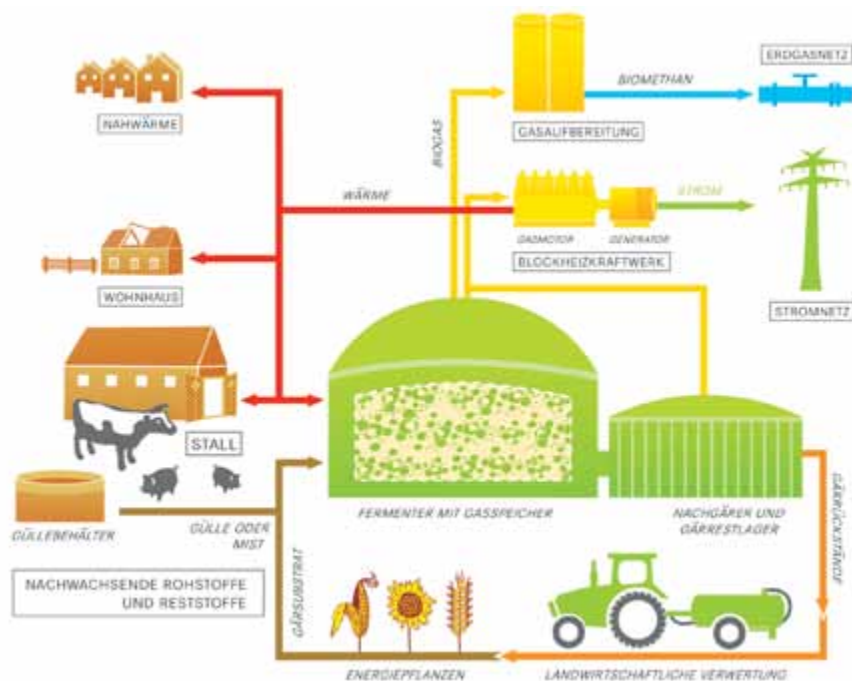 ERDGASNETZ
BIOMETHAN
NAHWÄRME
GASAUFBEREITUNG
BIOGAS
WÄRME
STROM
GASMOTOR
GENERATOR
BLOCKHEIZKRAFTWERK
WOHNHAUS
STROMNETZ
STALL
GÜLLEBEHÄLTER
GÜLLE ODER
MIST
FERMENTER MIT GASSPEICHER
NACHGÄRER UND
GÄRRESTLAGER
GÄRRÜCKSTÄNDE
NACHWACHSENDE ROHSTOFFE
UND RESTSTOFFE
GÄRSUBSTRAT
ENERGIEPFLANZEN
LANDWIRTSCHAFTLICHE VERWERTUNG